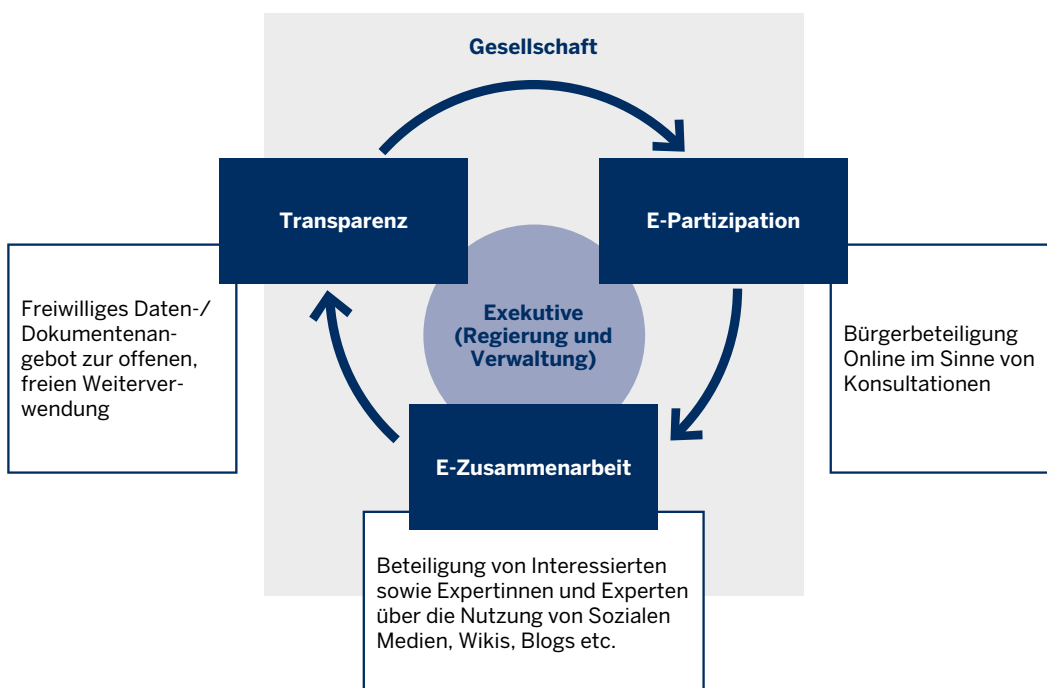 Gesellschaft
Transparenz
E-Partizipation
Freiwilliges Daten-/
Dokumentenan-
gebot zur offenen,
freien Weiterver-
wendung
Exekutive
(Regierung und
Verwaltung)
Bürgerbeteiligung
Online im Sinne von
Konsultationen
E-Zusammenarbeit
Beteiligung von Interessierten
sowie Expertinnen und Experten
über die Nutzung von Sozialen
Medien, Wikis, Blogs etc.